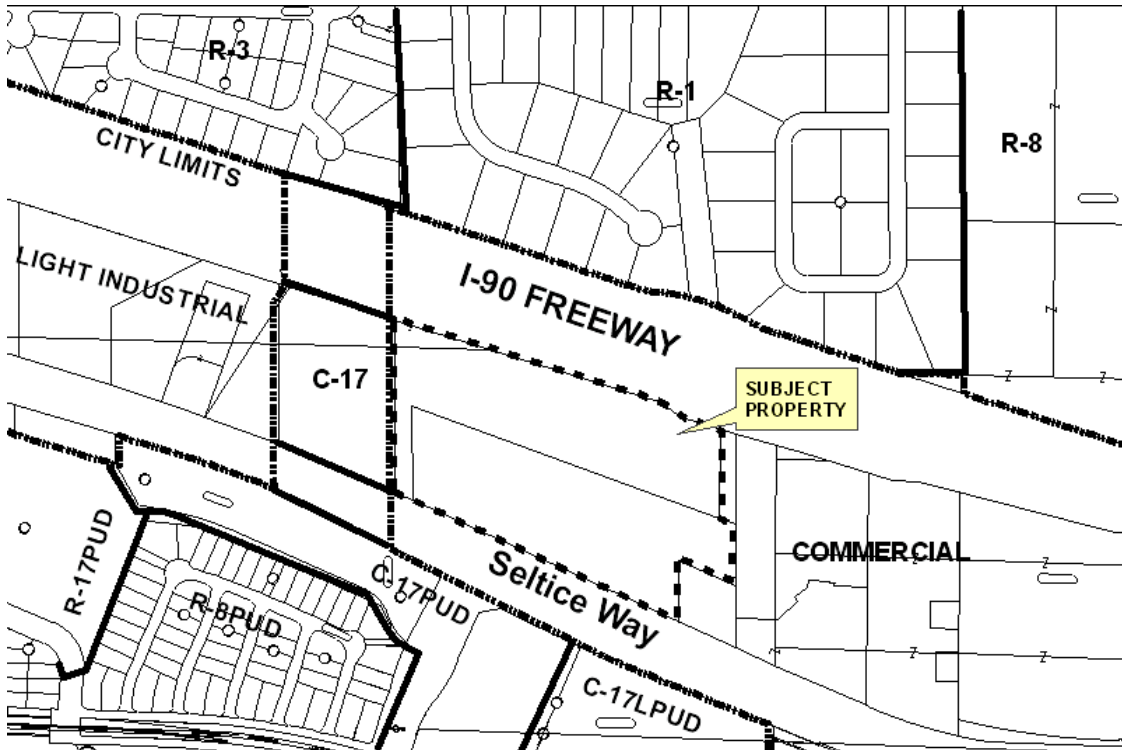 R-3
R-1
R-8
CITY LIMITS
LIGHT INDUSTRIAL
I-90 FREEWAY
C-17
SUBJECT
PROPERTY
R-17PUD
R-8PUD
C-17PUD
Seltice Way
COMMERCIAL
C-17LPUD